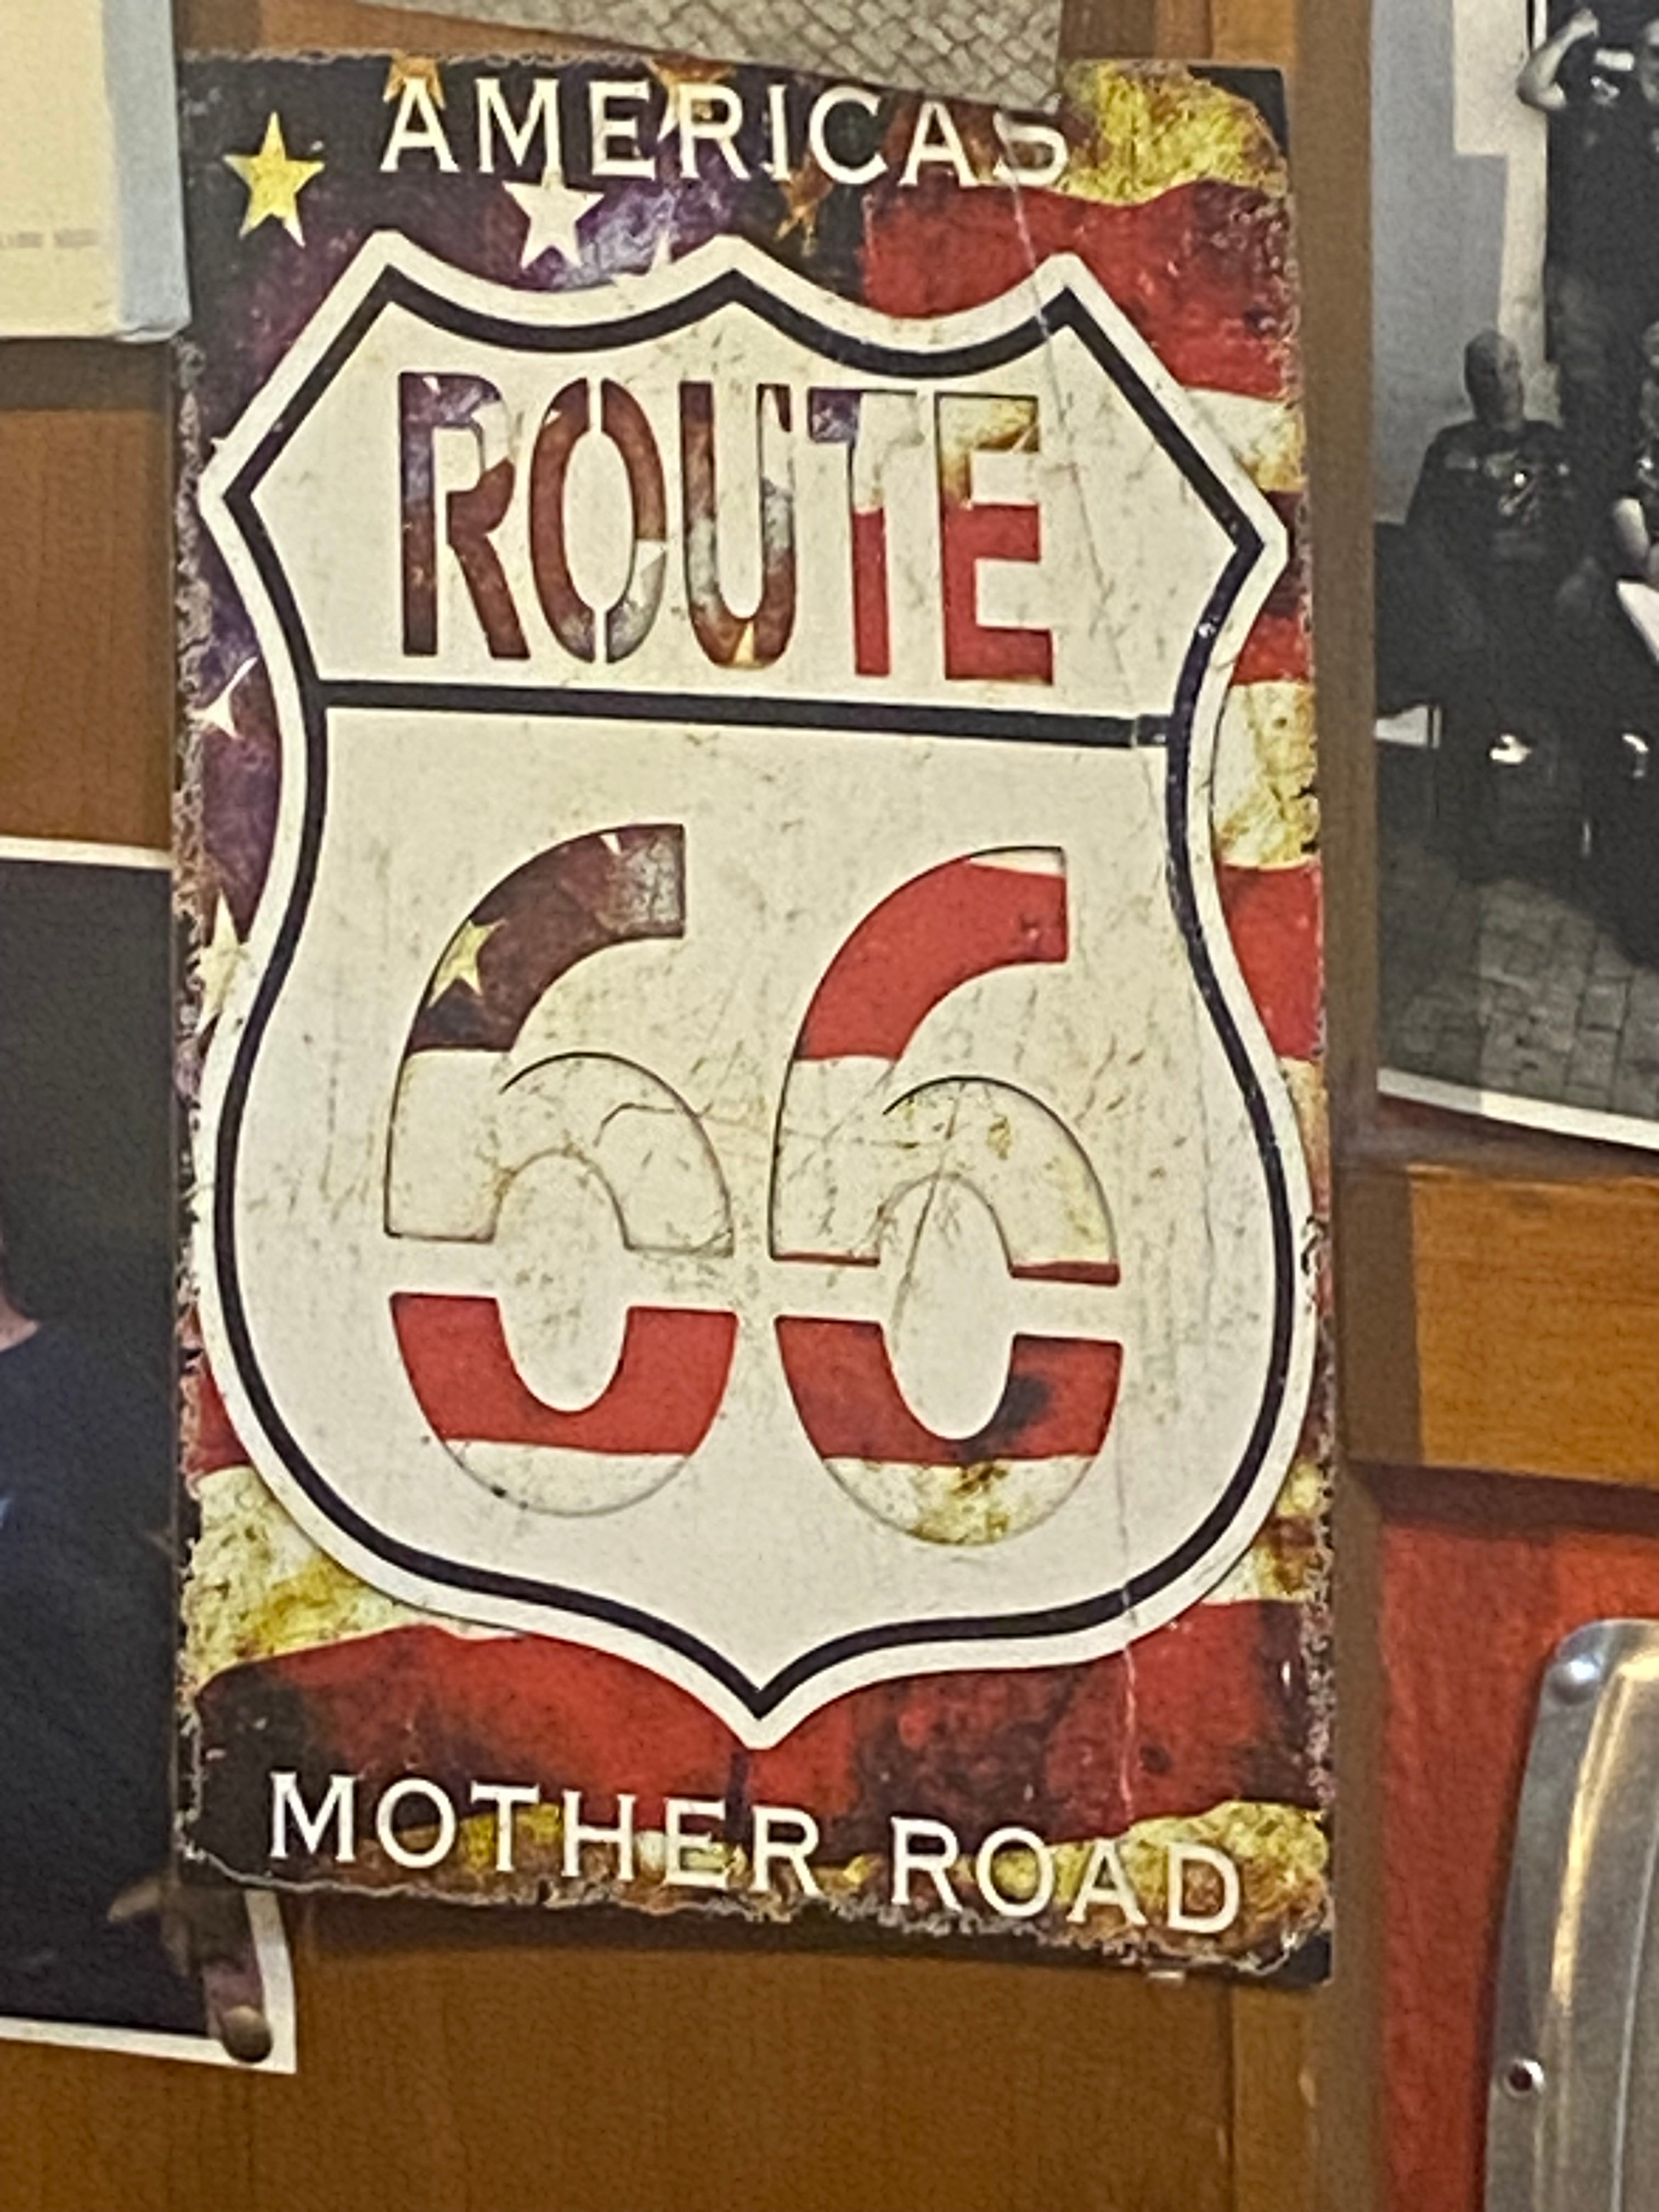 AMERICAS
ROUTE
66
MOTHER ROAD